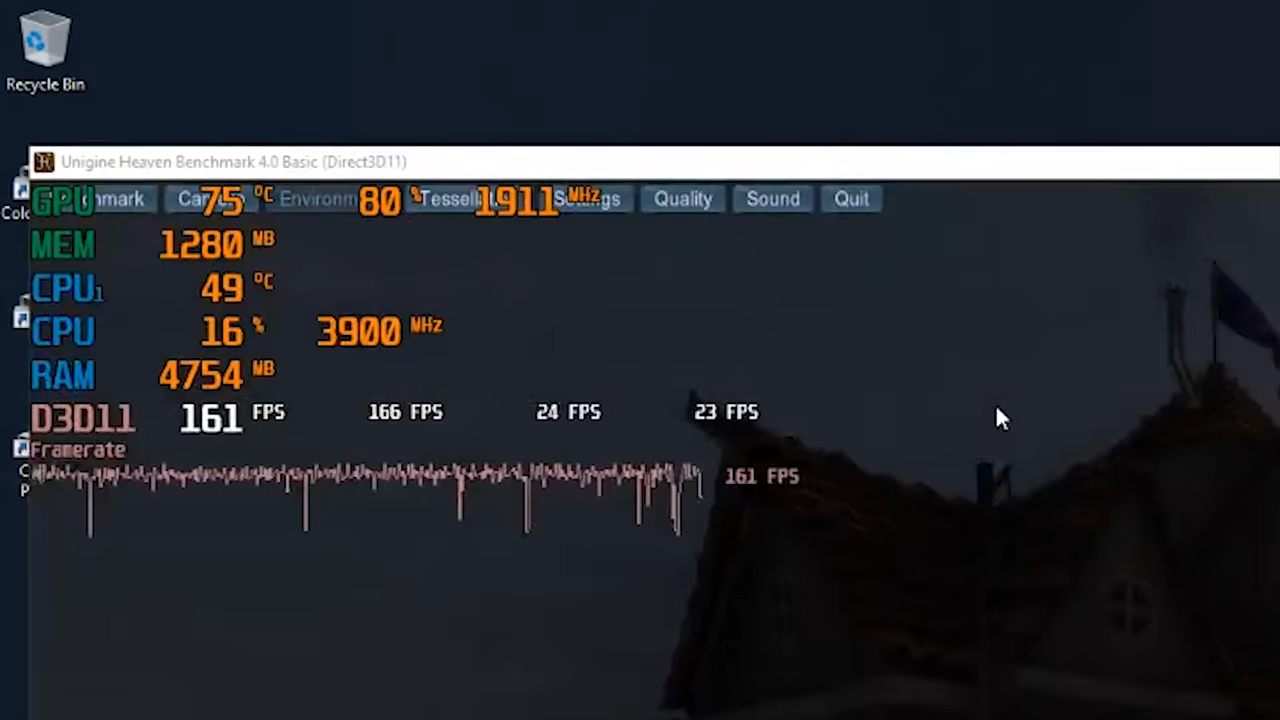 Recycle Bin
Unigine Heaven Benchmark 4.0 Basic (Direct3D11)
GPU 75 °C 80 % 1911 MHz
Quality Sound Quit
MEM 1280 MB
CPU1 49 °C
CPU 16 % 3900 MHz
RAM 4754 MB
D3D11 161 FPS 166 FPS 24 FPS 23 FPS
Framerate
161 FPS